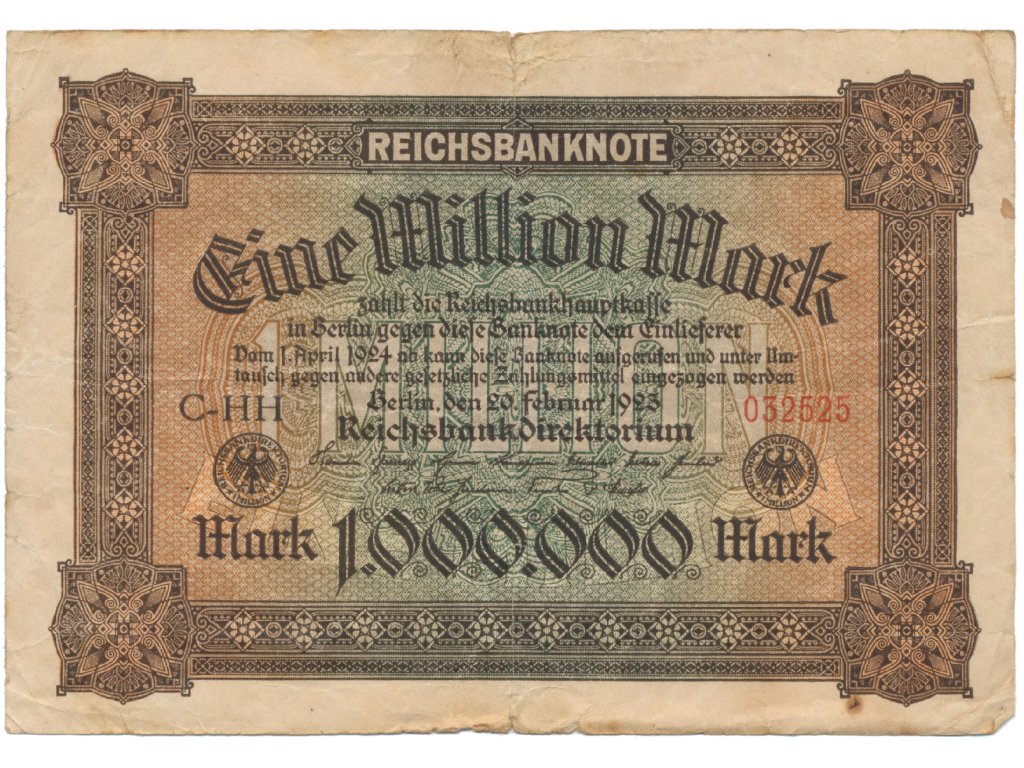 REICHSBANKNOTE
Eine Million Mark
zahlt die Reichsbankhauptkasse
in Berlin gegen diese Banknote dem Einlieferer
Vom 1. April 1924 ab kann diese Banknote aufgerufen und unter Um-
tausch gegen andere gesetzliche Zahlungsmittel eingezogen werden
C-HH Berlin, den 20. Februar 1923 032525
Reichsbankdirektorium
Mark 1.000.000 Mark